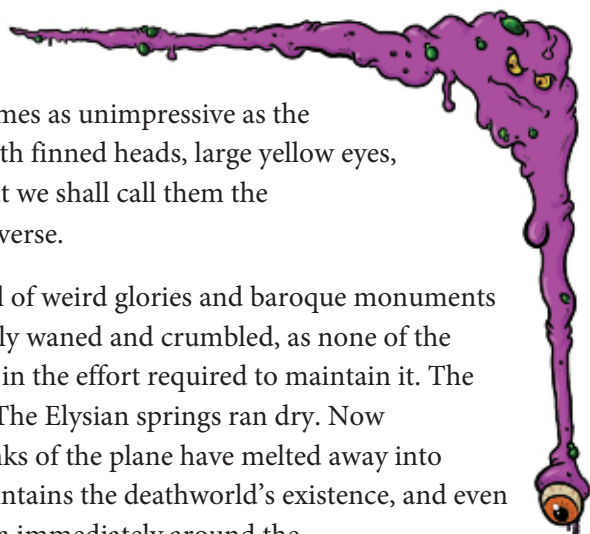 mes as unimpressive as the
th finned heads, large yellow eyes,
t we shall call them the
verse.
l of weird glories and baroque monuments
ly waned and crumbled, as none of the
in the effort required to maintain it. The
The Elysian springs ran dry. Now
ks of the plane have melted away into
ntains the deathworld's existence, and even
immediately around the